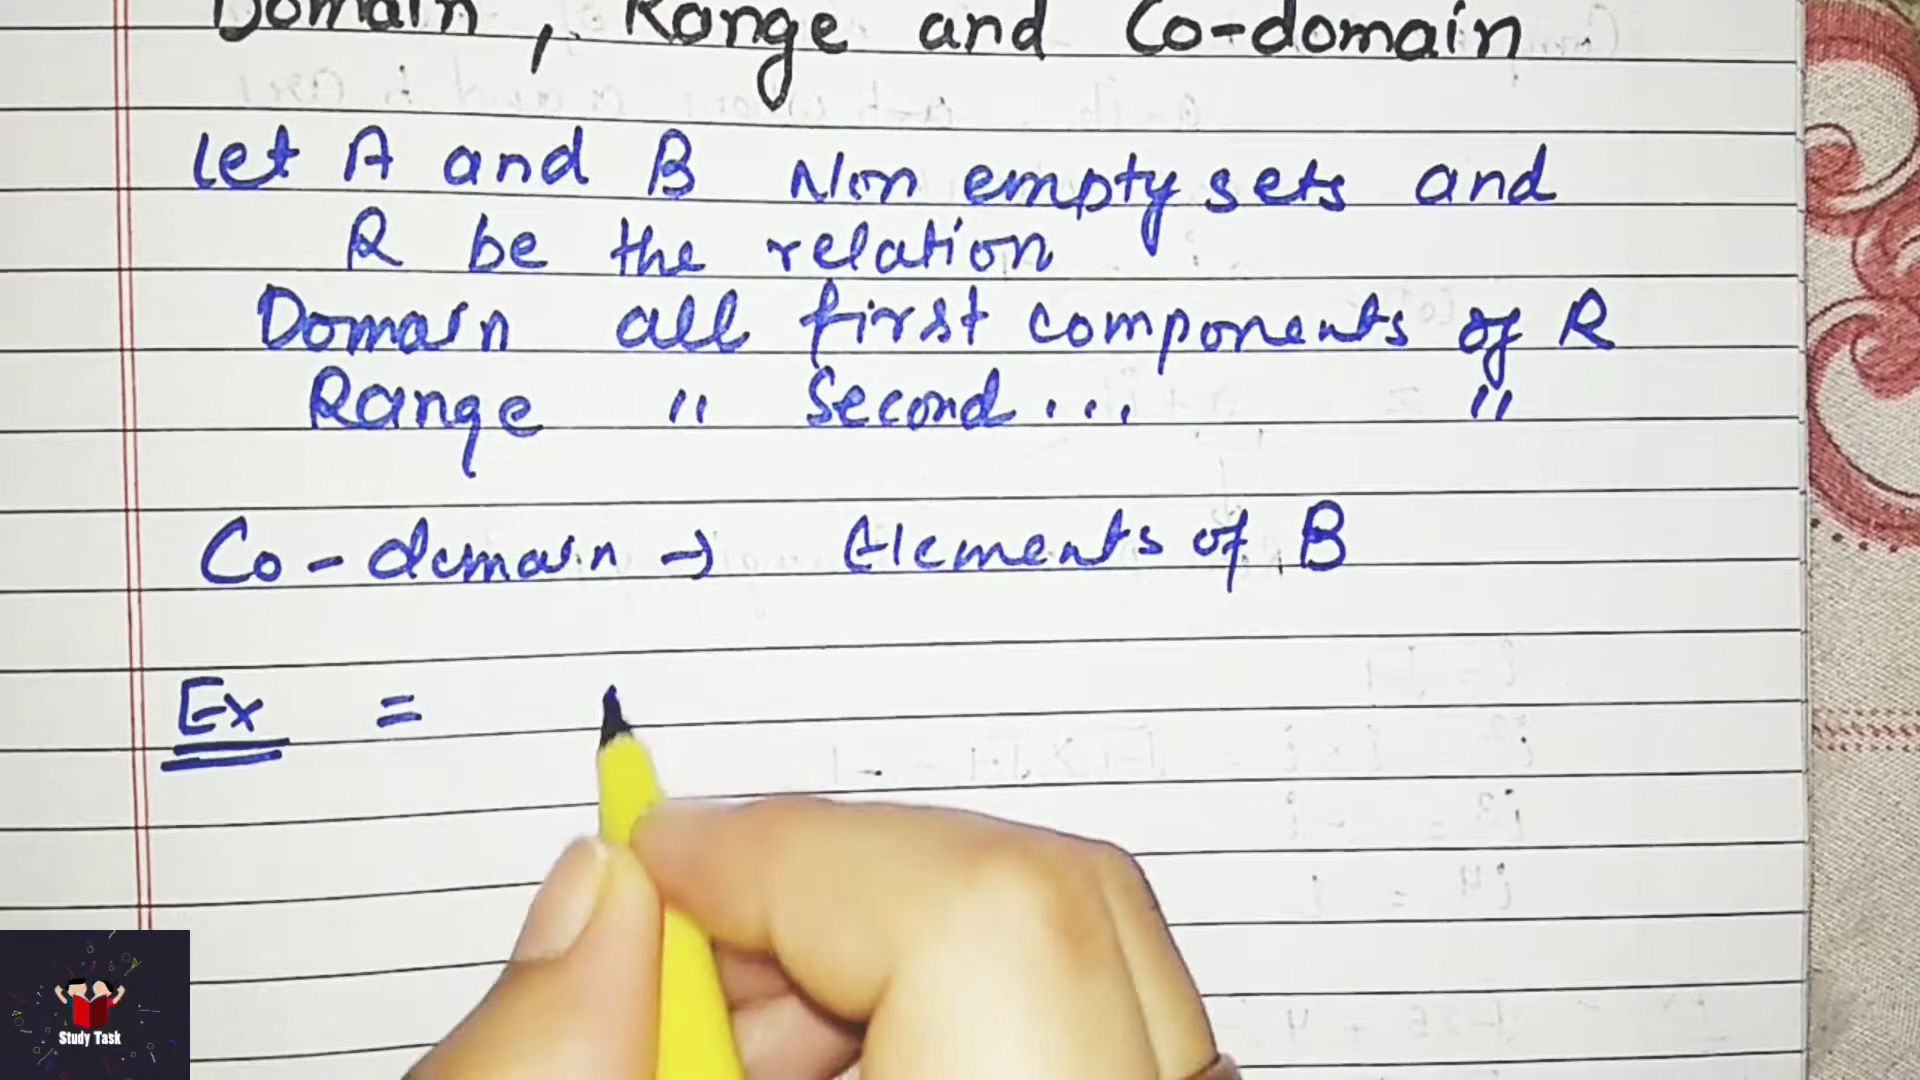 Domain, Range and Co-domain
let A and B Non empty sets and
R be the relation
Domain all first components of R
Range " Second... "
Co-domain → Elements of B
Ex =
Study Task